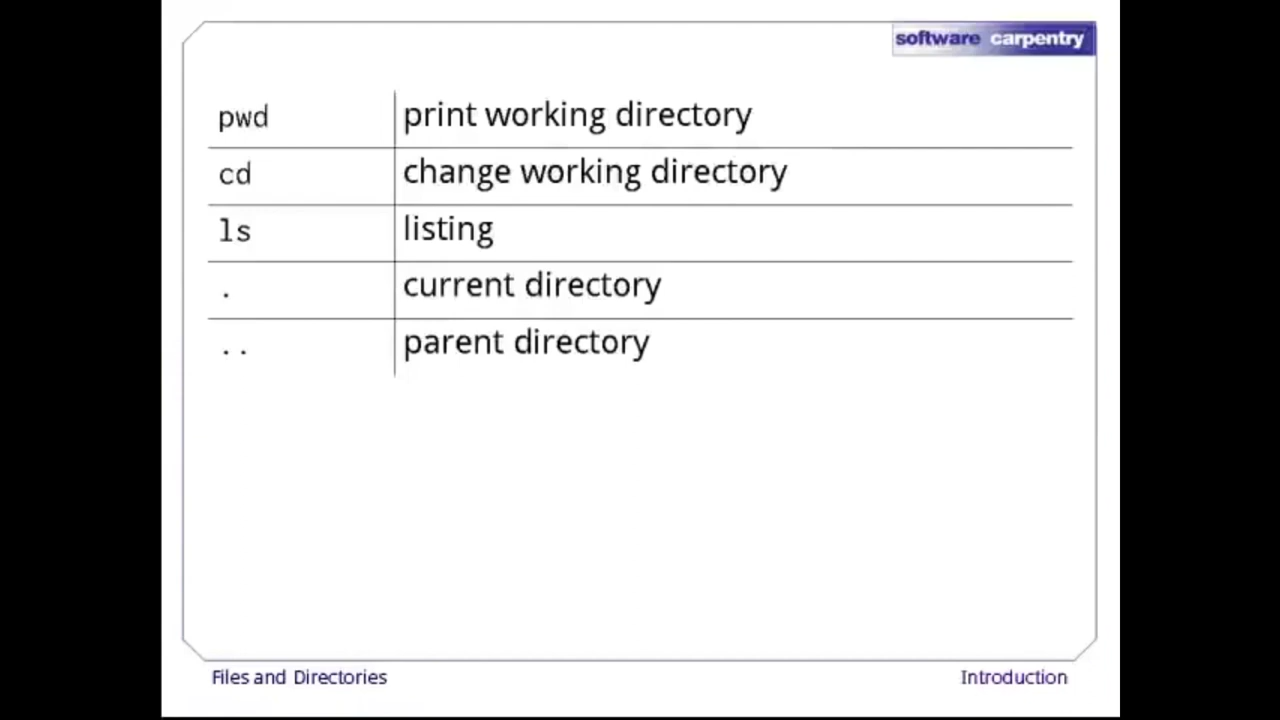 software carpentry
pwd print working directory
cd change working directory
ls listing
. current directory
.. parent directory
Files and Directories Introduction